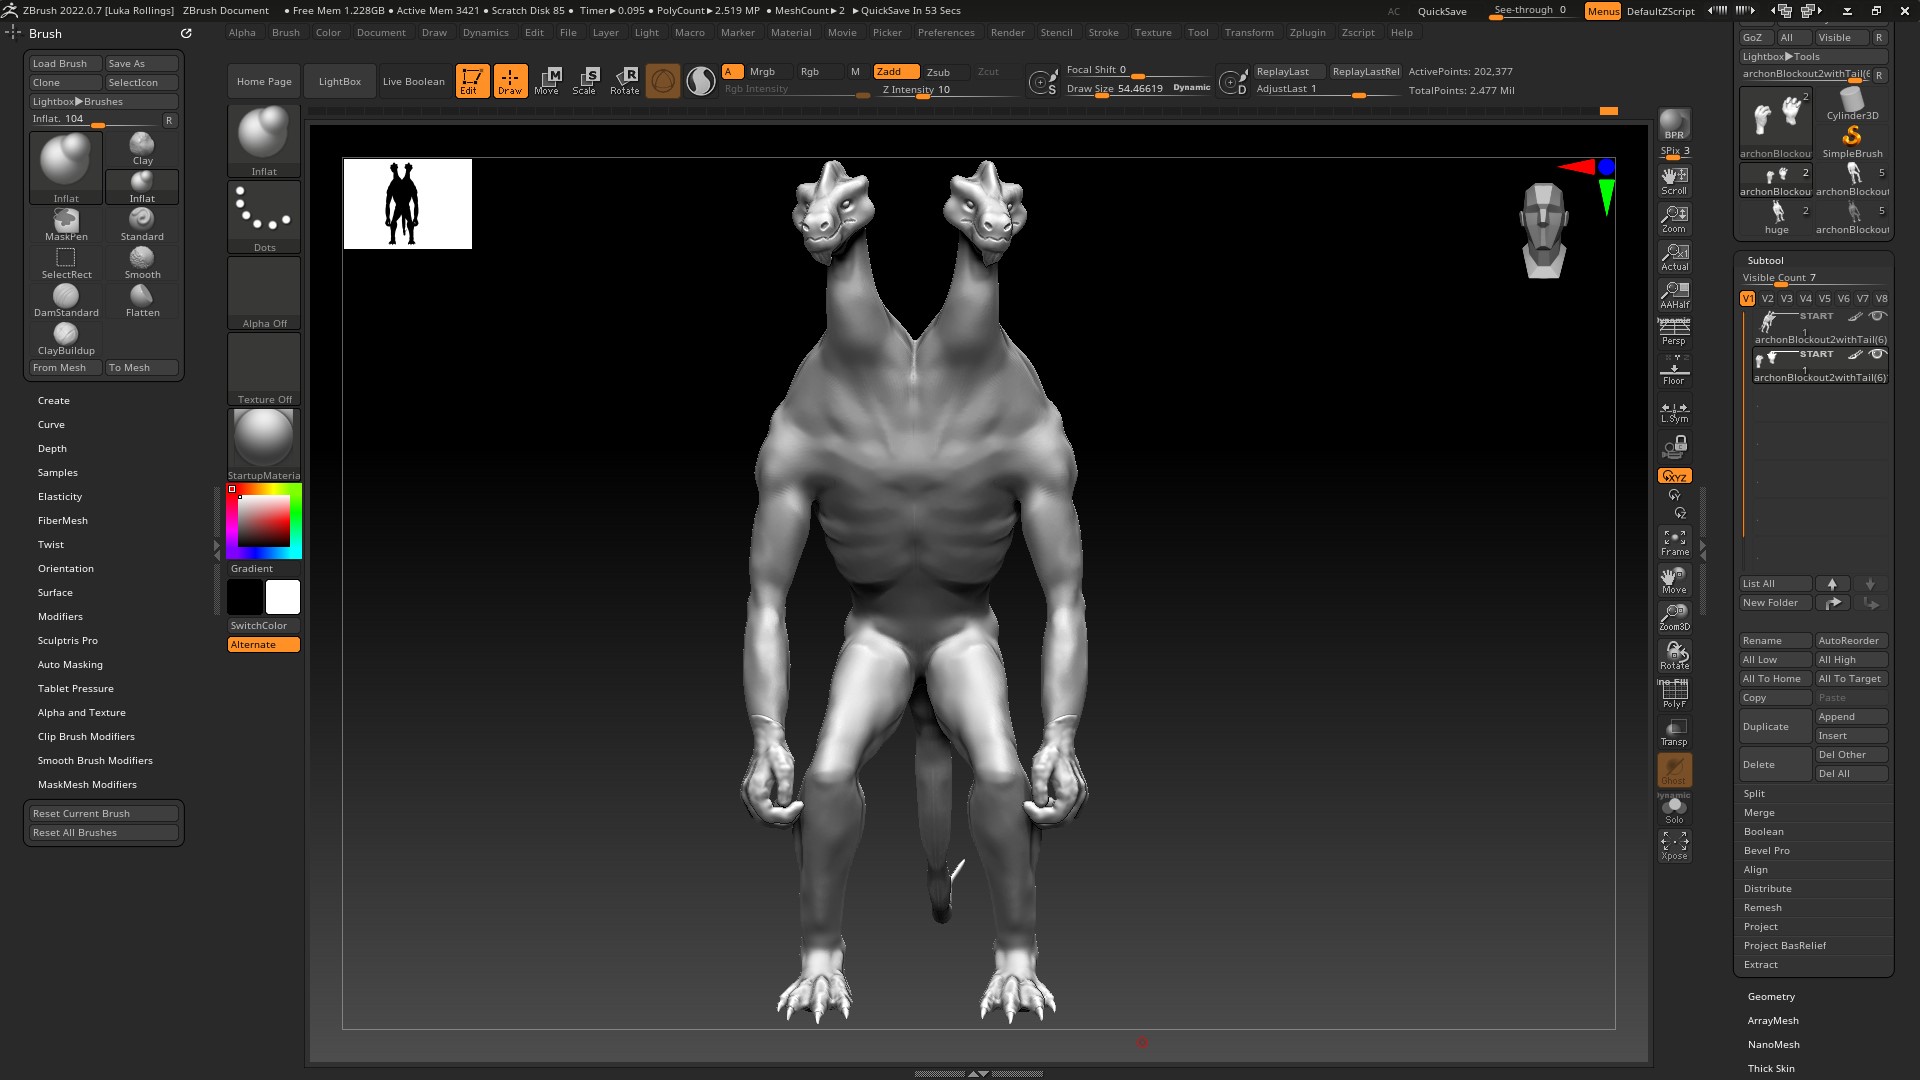 ZBrush 2022.0.7 [Luka Rollings] ZBrush Document ● Free Mem 1.228GB ● Active Mem 3421 ● Scratch Disk 85 ● Timer▶0.095 ● PolyCount▶2.519 MP ● MeshCount▶2 ▶QuickSave In 53 Secs AC QuickSave See-through 0 Menus DefaultZScript
Brush
Alpha Brush Color Document Draw Dynamics Edit File Layer Light Macro Marker Material Movie Picker Preferences Render Stencil Stroke Texture Tool Transform Zplugin Zscript Help
Load Brush Save As
Clone SelectIcon
Lightbox▶Brushes
Inflat. 104 R
Clay
Inflat Inflat
MaskPen Standard
SelectRect Smooth
DamStandard Flatten
ClayBuildup
From Mesh To Mesh
Create
Curve
Depth
Samples
Elasticity
FiberMesh
Twist
Orientation
Surface
Modifiers
Sculptris Pro
Auto Masking
Tablet Pressure
Alpha and Texture
Clip Brush Modifiers
Smooth Brush Modifiers
MaskMesh Modifiers
Reset Current Brush
Reset All Brushes
Home Page LightBox Live Boolean Edit Draw Move Scale Rotate
A Mrgb Rgb M Zadd Zsub Zcut
Rgb Intensity Z Intensity 10
Focal Shift 0
Draw Size 54.46619 Dynamic
ReplayLast ReplayLastRel ActivePoints: 202,377
AdjustLast 1 TotalPoints: 2.477 Mil
Inflat
Dots
Alpha Off
Texture Off
StartupMateria
Gradient
SwitchColor
Alternate
BPR
SPix 3
Scroll
Zoom
Actual
AAHalf
Dynamic
Persp
Floor
L.Sym
XYZ
Y
Z
Frame
Move
Zoom3D
Rotate
PolyF
Transp
Ghost
Dynamic
Solo
Xpose
GoZ All Visible R
Lightbox▶Tools
archonBlockout2withTail(6 R
2
Cylinder3D
archonBlockou SimpleBrush
2 5
archonBlockou archonBlockou
2 5
huge archonBlockou
Subtool
Visible Count 7
V1 V2 V3 V4 V5 V6 V7 V8
START
1
archonBlockout2withTail(6)
START
1
archonBlockout2withTail(6)
List All
New Folder
Rename AutoReorder
All Low All High
All To Home All To Target
Copy Paste
Duplicate Append
Insert
Delete Del Other
Del All
Split
Merge
Boolean
Bevel Pro
Align
Distribute
Remesh
Project
Project BasRelief
Extract
Geometry
ArrayMesh
NanoMesh
Thick Skin